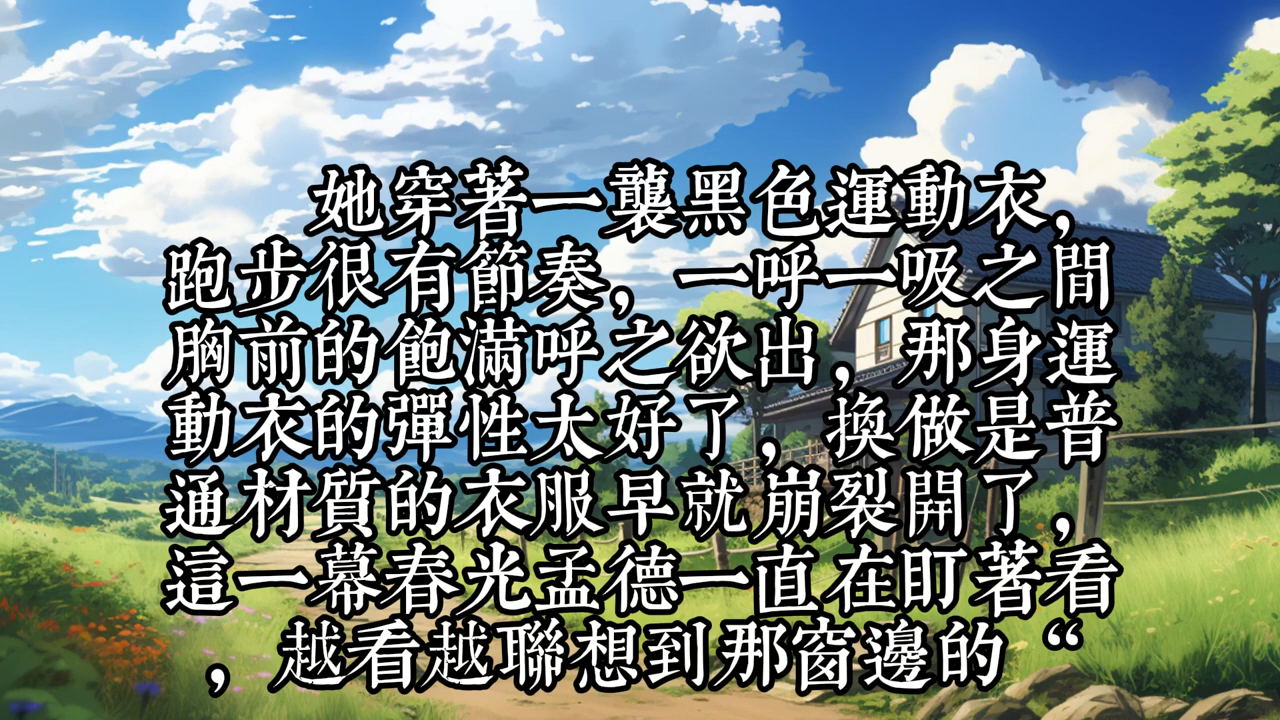 她穿著一襲黑色運動衣，
跑步很有節奏，一呼一吸之間
胸前的飽滿呼之欲出，那身運
動衣的彈性太好了，換做是普
通材質的衣服早就崩裂開了，
這一幕春光孟德一直在盯著看
，越看越聯想到那窗邊的“